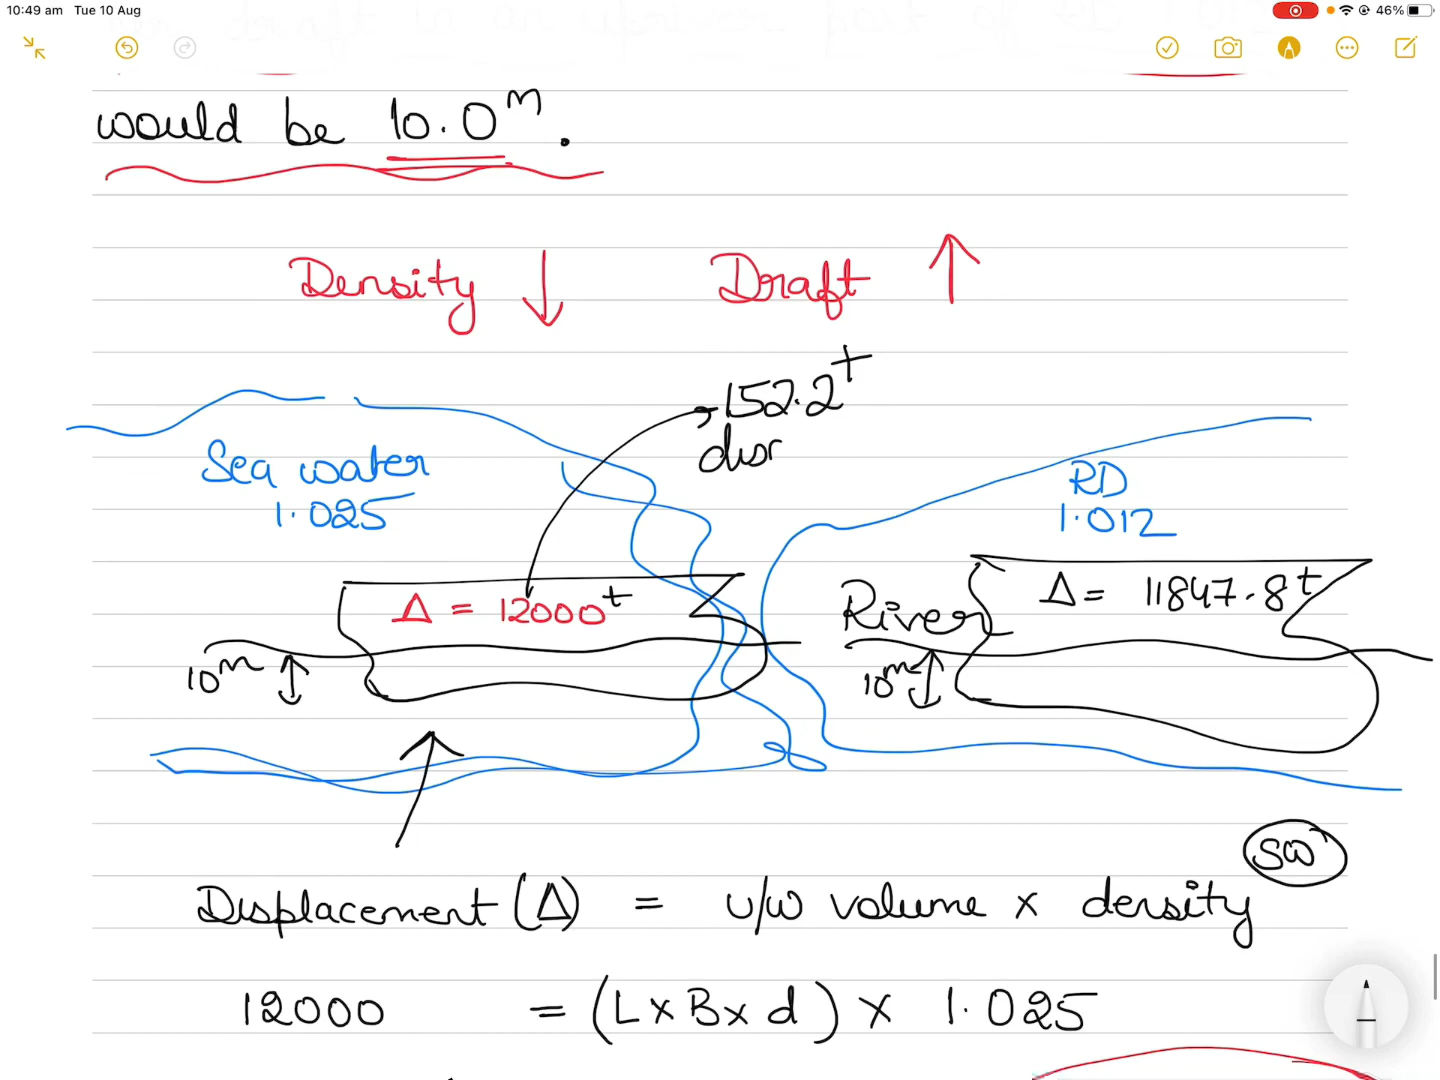 10:49 am Tue 10 Aug
46%
would be 10.0m.
Density ↓ Draft ↑
152.2t
disr
Sea water
1.025
RD
1.012
Δ = 12000t
River
Δ = 11847.8t
10m
10m
SW
Displacement (Δ) = u/w volume x density
12000 = (L x B x d) x 1.025